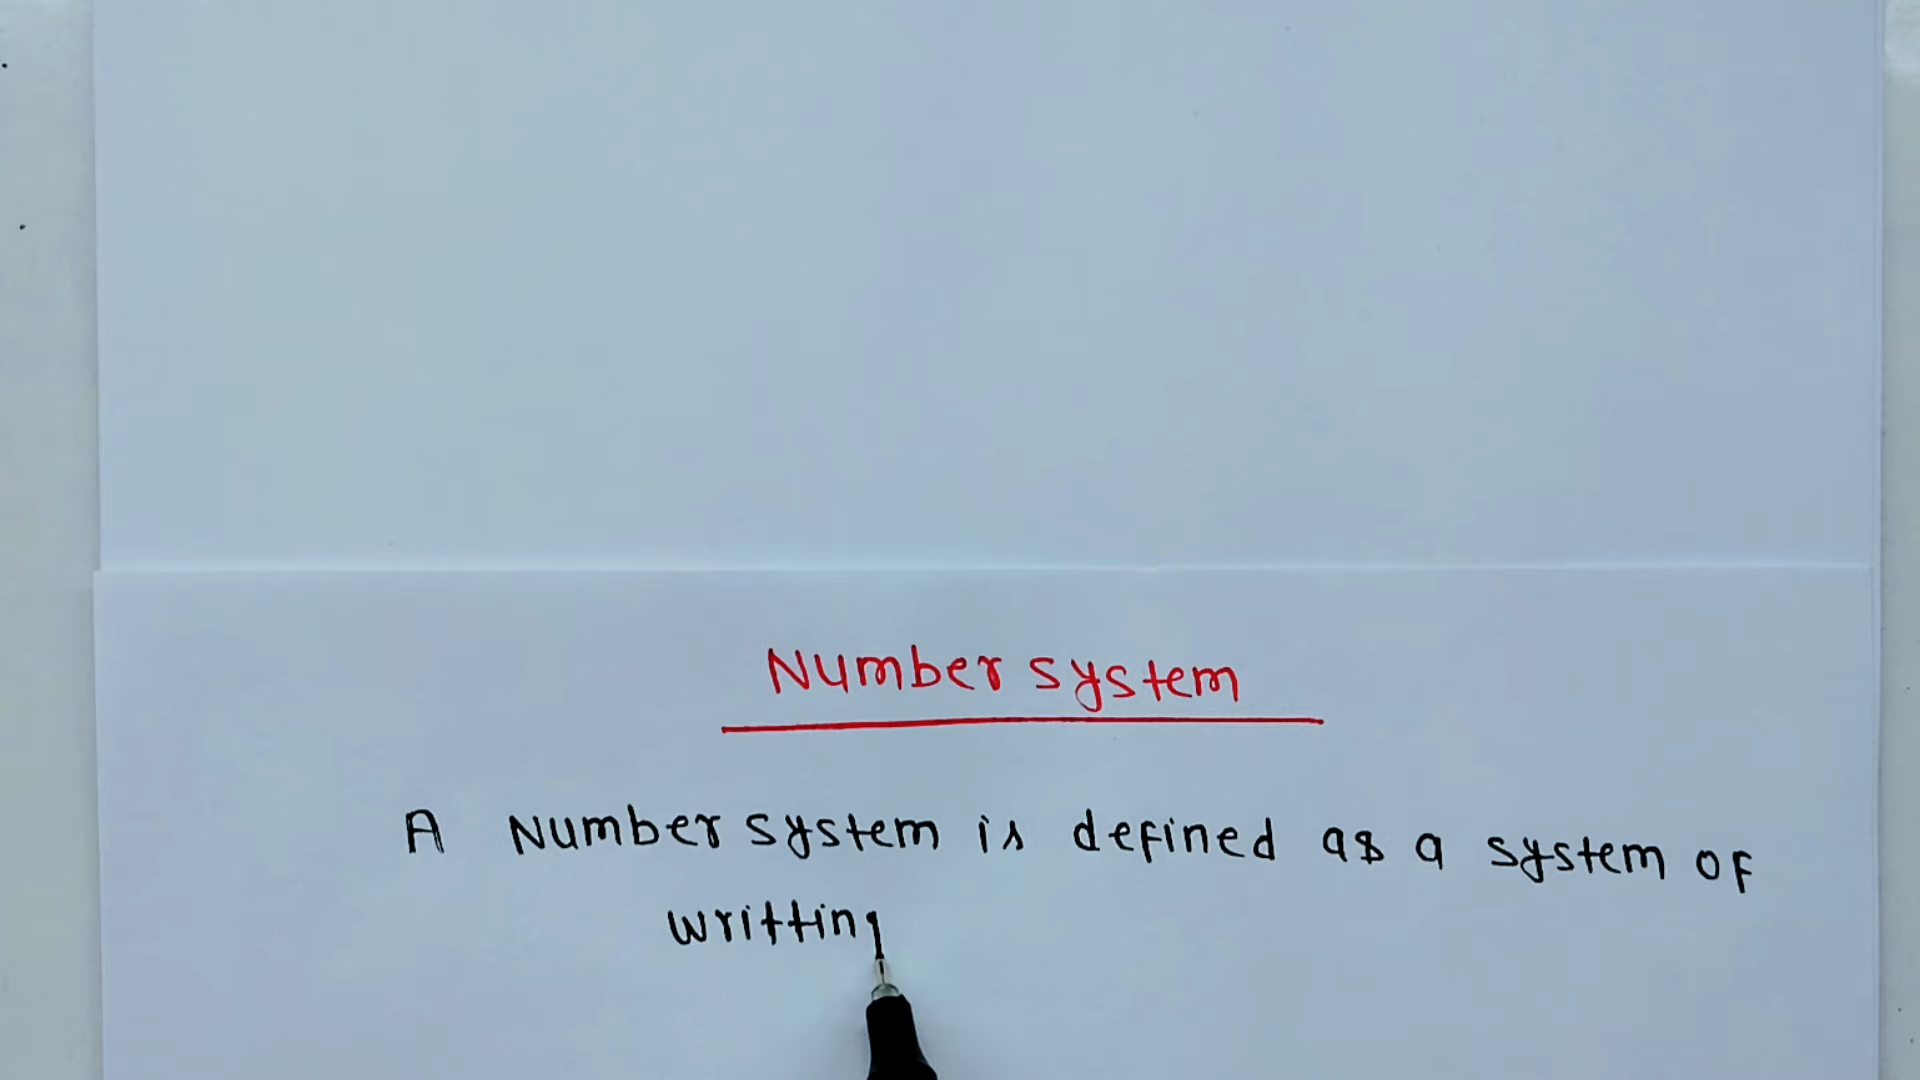 Number system
A Number system is defined as a system of
writting